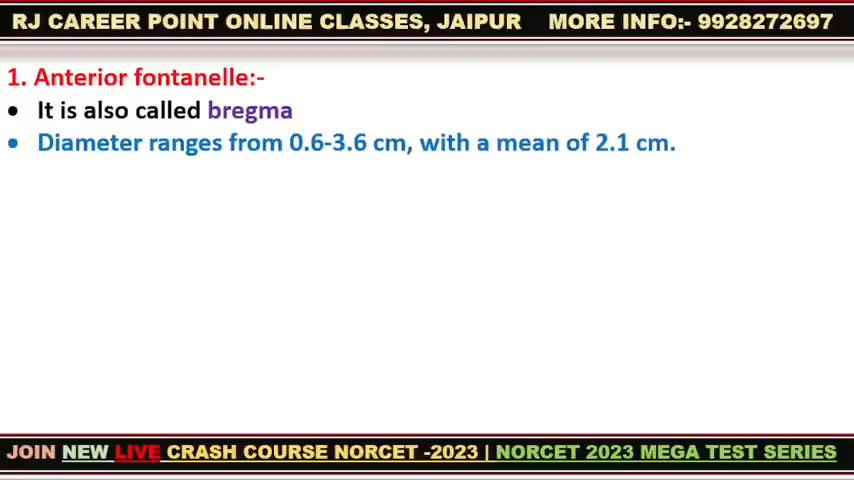 RJ CAREER POINT ONLINE CLASSES, JAIPUR MORE INFO:- 9928272697
1. Anterior fontanelle:-
• It is also called bregma
• Diameter ranges from 0.6-3.6 cm, with a mean of 2.1 cm.
JOIN NEW LIVE CRASH COURSE NORCET -2023 | NORCET 2023 MEGA TEST SERIES